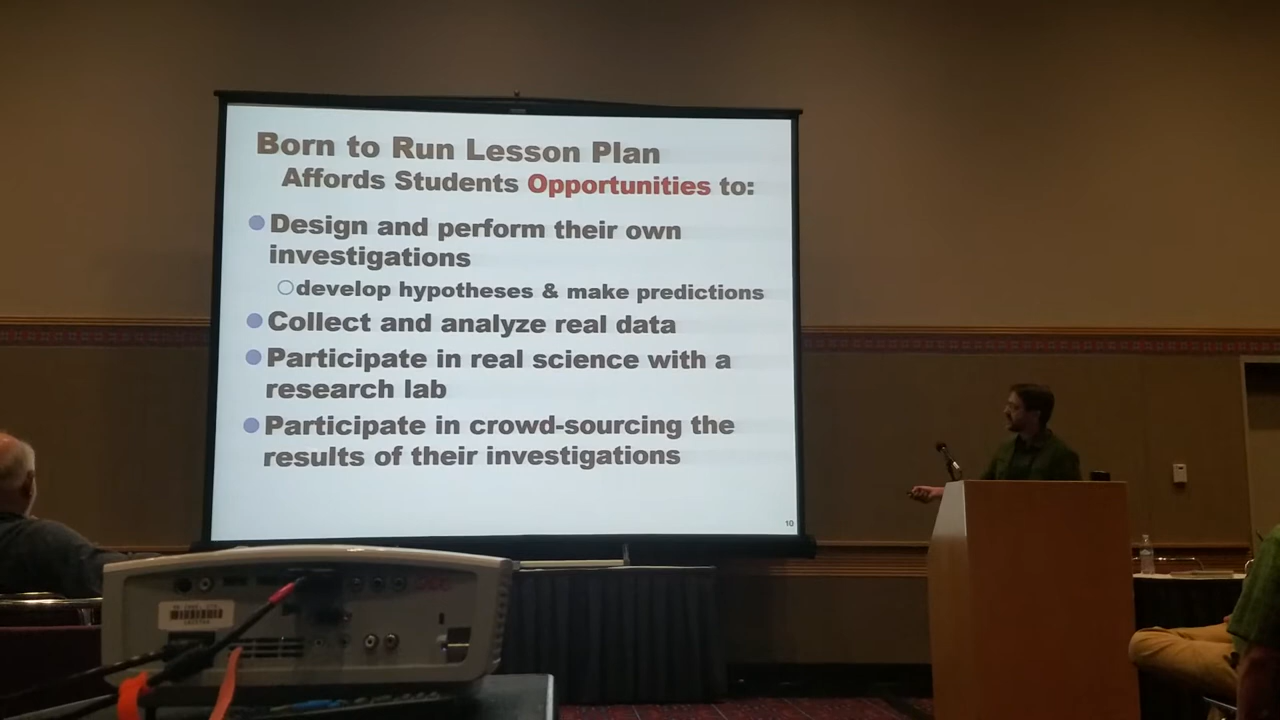 Born to Run Lesson Plan
Affords Students Opportunities to:
Design and perform their own
investigations
develop hypotheses & make predictions
Collect and analyze real data
Participate in real science with a
research lab
Participate in crowd-sourcing the
results of their investigations
10